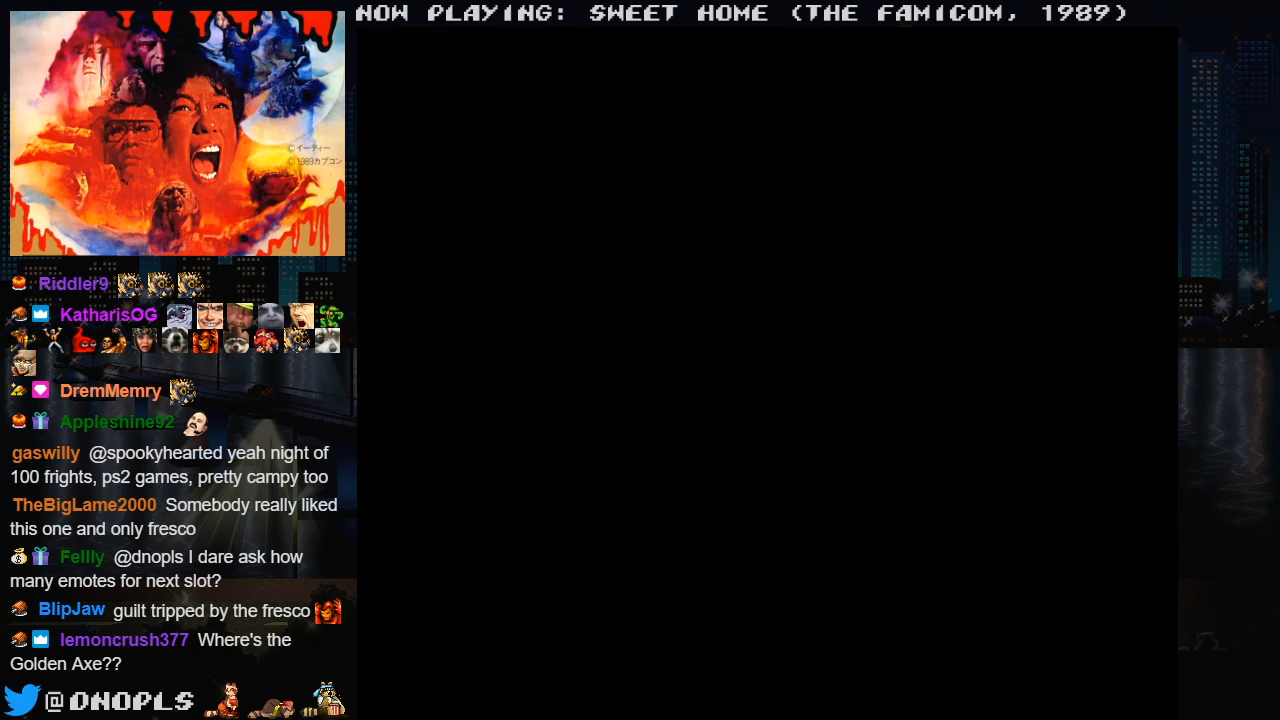 NOW PLAYING: SWEET HOME (THE FAMICOM, 1989)
© イーティー
© 1989カプコン
Riddler9
KatharisOG
DremMemry
Appleshine92
gaswilly @spookyhearted yeah night of
100 frights, ps2 games, pretty campy too
TheBigLame2000 Somebody really liked
this one and only fresco
Fellly @dnopls I dare ask how
many emotes for next slot?
BlipJaw guilt tripped by the fresco
lemoncrush377 Where's the
Golden Axe??
@DNOPLS